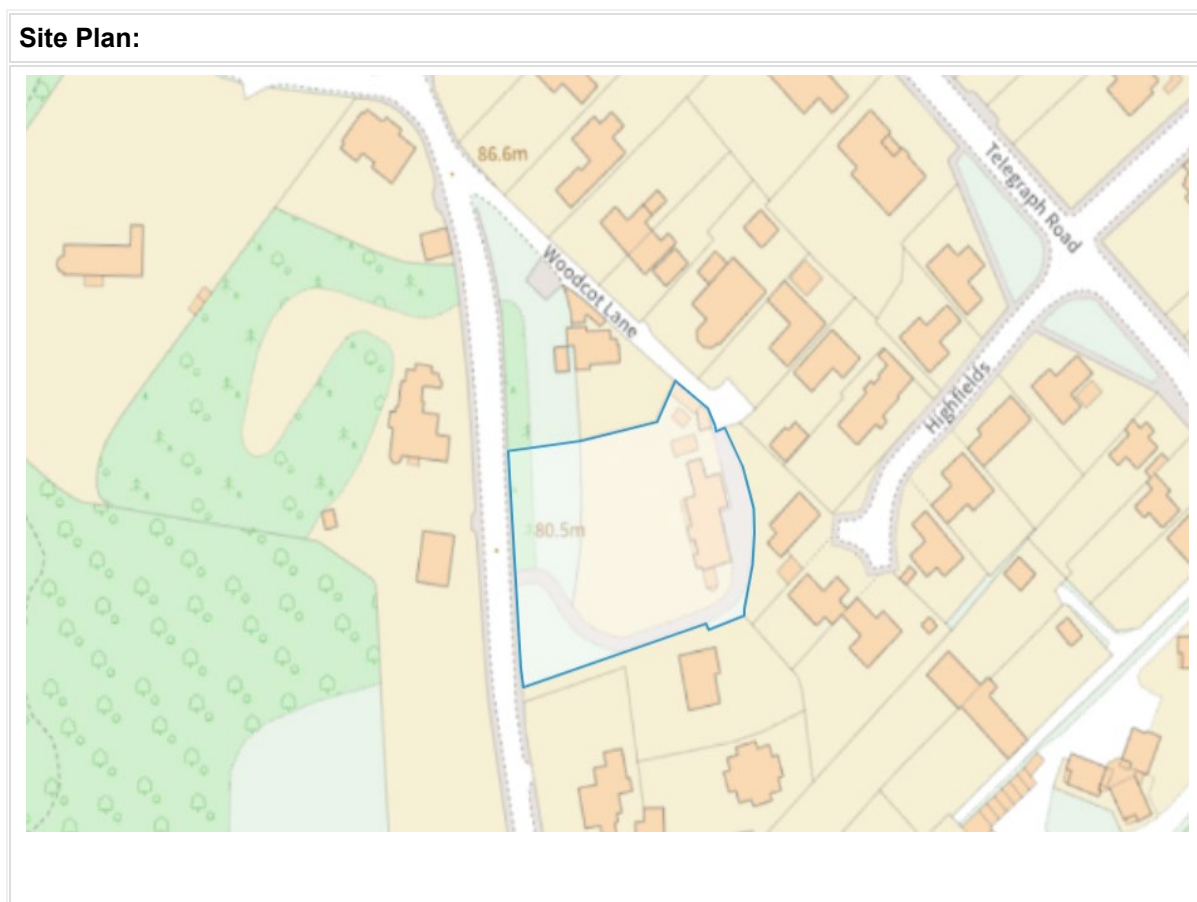 Site Plan:
86.6m
Telegraph Road
Woodcot Lane
Highfields
80.5m